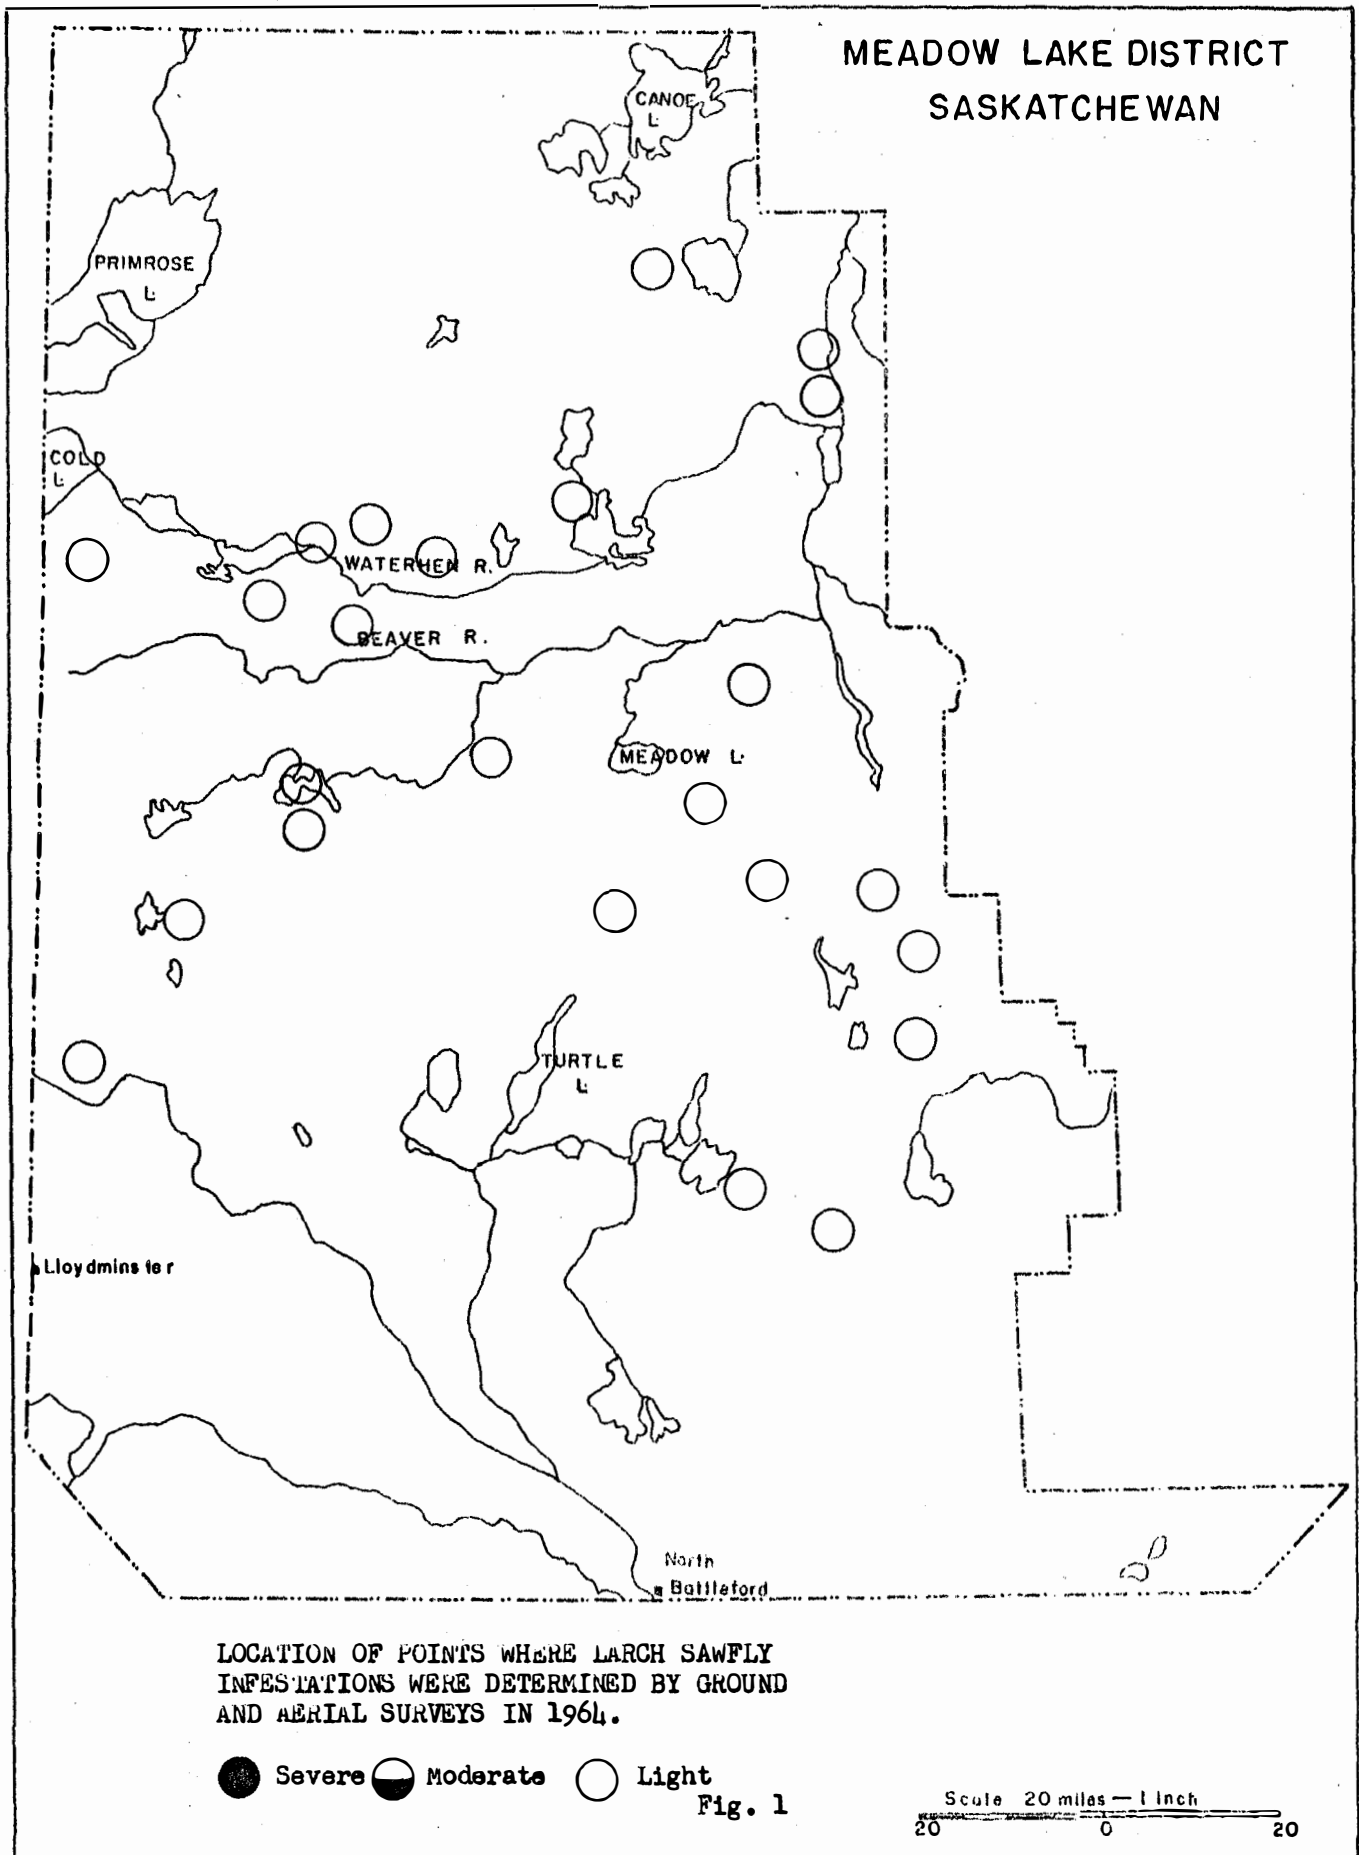 MEADOW LAKE DISTRICT
SASKATCHEWAN
CANOE
L.
PRIMROSE
L.
COLD
L.
WATERHEN R.
BEAVER R.
MEADOW L.
TURTLE
L.
Lloydminster
North
Battleford
LOCATION OF POINTS WHERE LARCH SAWFLY
INFESTATIONS WERE DETERMINED BY GROUND
AND AERIAL SURVEYS IN 1964.
Severe Moderate Light
Fig. 1
Scale 20 miles — 1 Inch
20 0 20